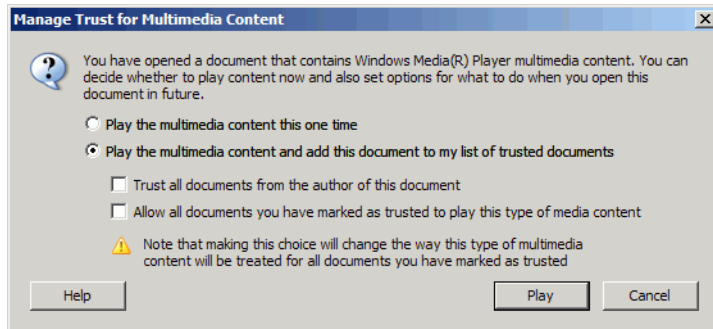 Manage Trust for Multimedia Content
You have opened a document that contains Windows Media(R) Player multimedia content. You can
decide whether to play content now and also set options for what to do when you open this
document in future.
Play the multimedia content this one time
Play the multimedia content and add this document to my list of trusted documents
Trust all documents from the author of this document
Allow all documents you have marked as trusted to play this type of media content
Note that making this choice will change the way this type of multimedia
content will be treated for all documents you have marked as trusted
Help Play Cancel